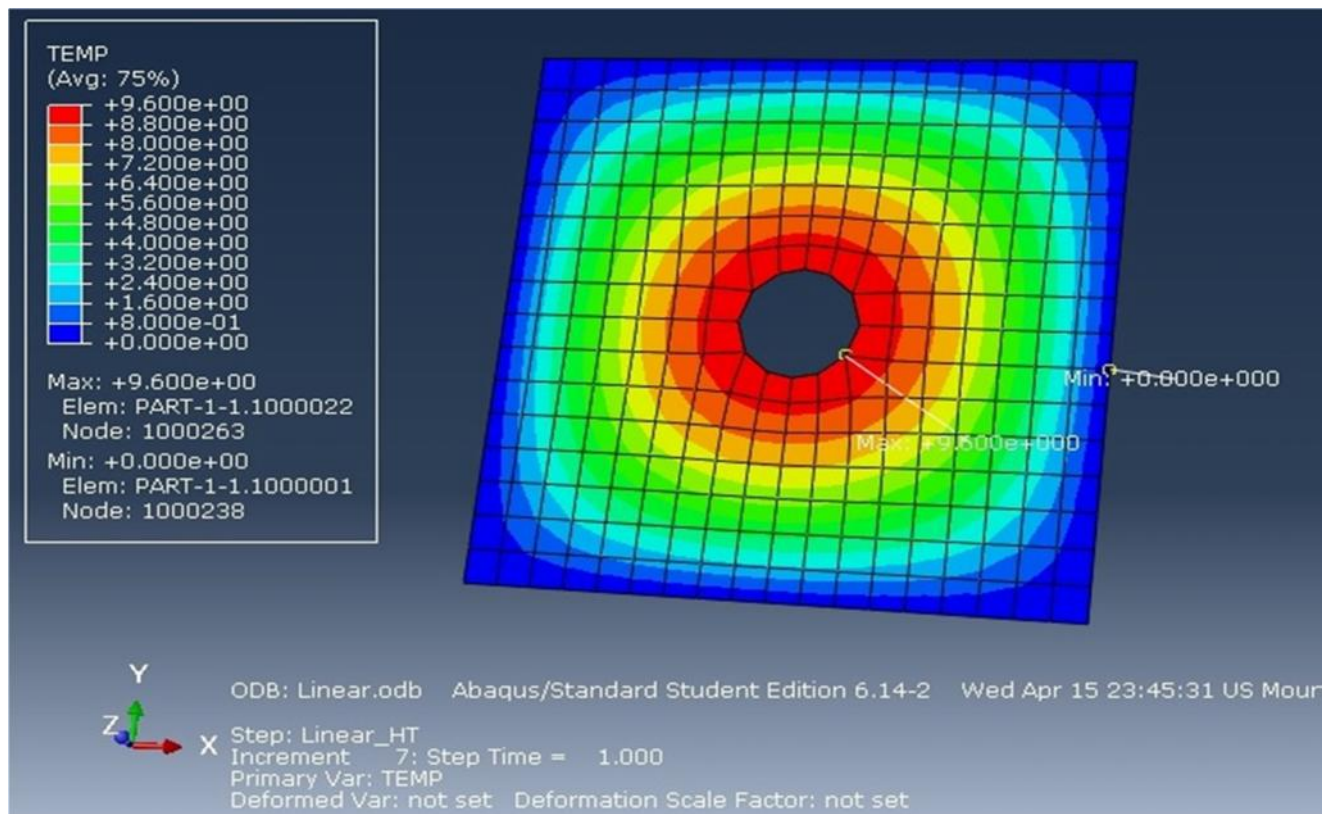 TEMP
(Avg: 75%)
+9.600e+00
+8.800e+00
+8.000e+00
+7.200e+00
+6.400e+00
+5.600e+00
+4.800e+00
+4.000e+00
+3.200e+00
+2.400e+00
+1.600e+00
+8.000e-01
+0.000e+00
Max: +9.600e+00
Elem: PART-1-1.1000022
Node: 1000263
Min: +0.000e+00
Elem: PART-1-1.1000001
Node: 1000238
Min: +0.000e+000
Max: +9.600e+000
Y
Z
X
ODB: Linear.odb Abaqus/Standard Student Edition 6.14-2 Wed Apr 15 23:45:31 US Moun
Step: Linear_HT
Increment 7: Step Time = 1.000
Primary Var: TEMP
Deformed Var: not set Deformation Scale Factor: not set